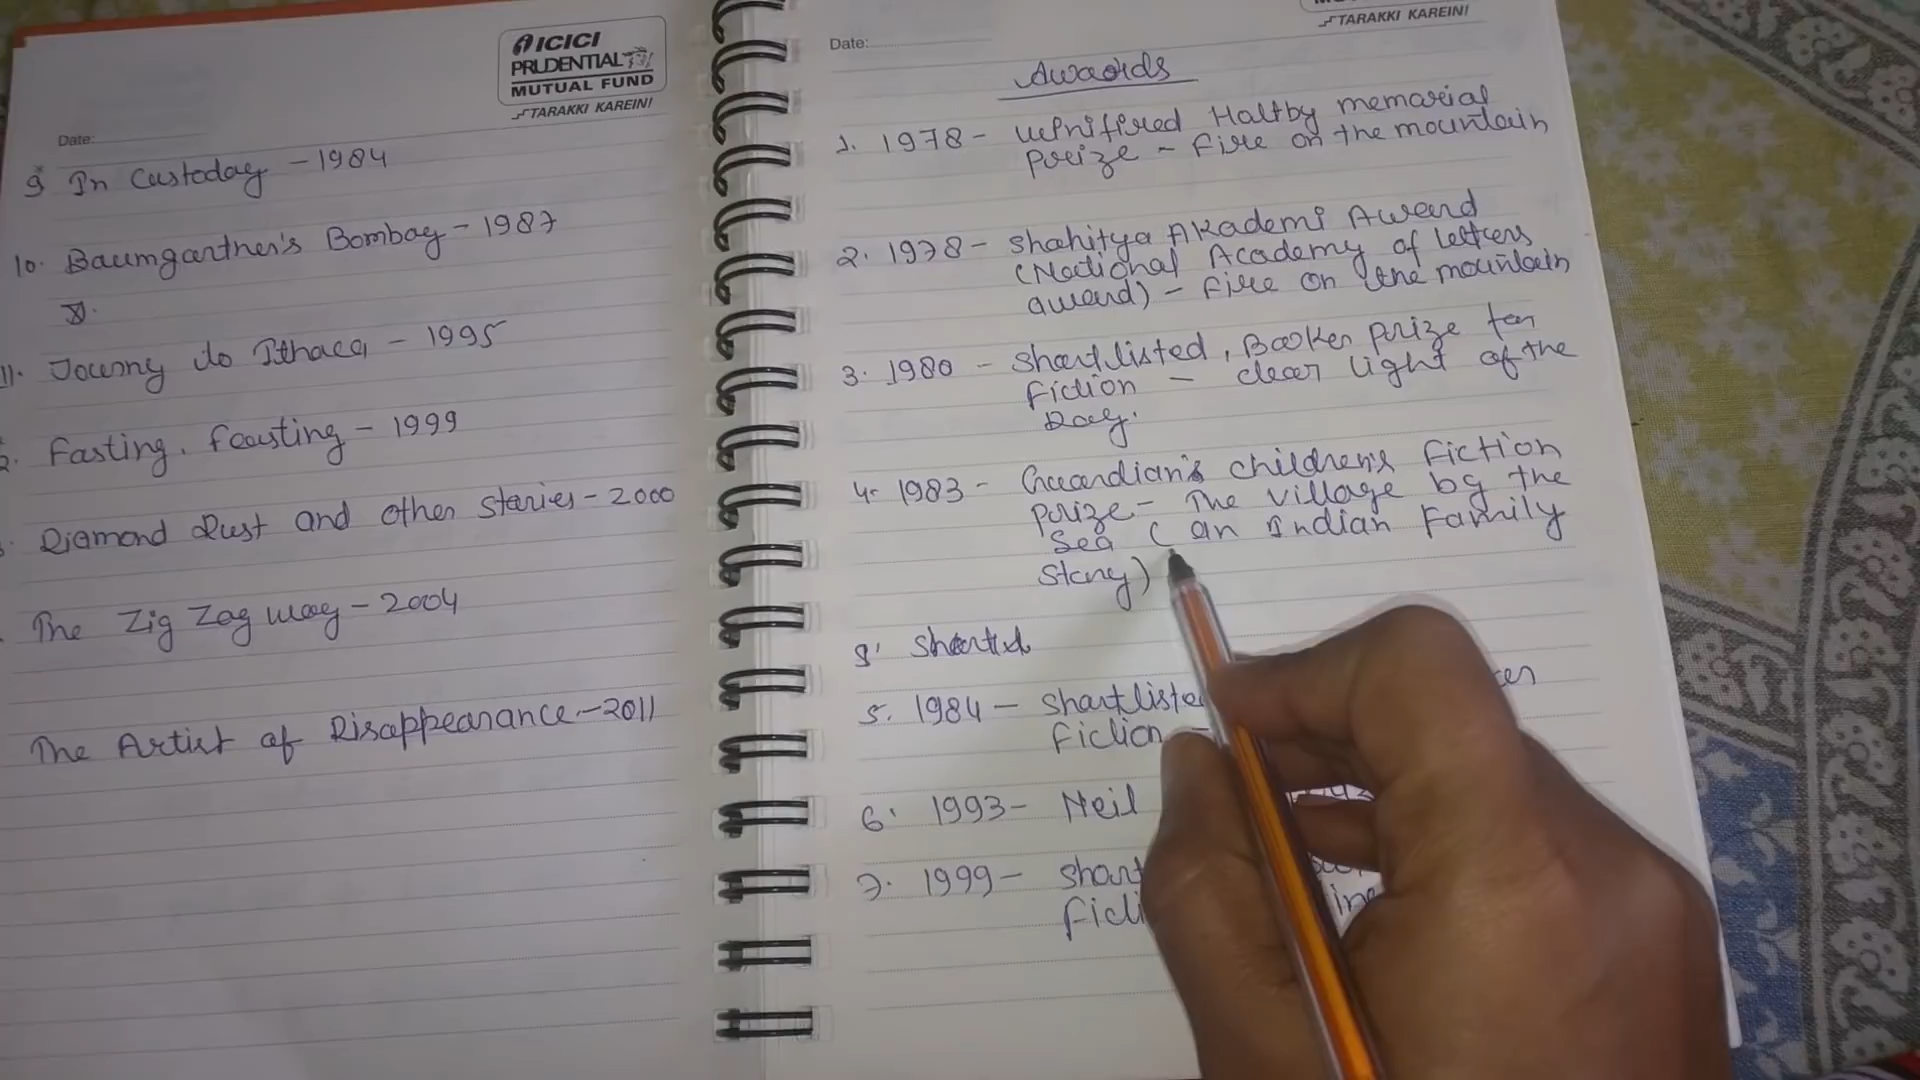 ICICI
PRUDENTIAL
MUTUAL FUND
TARAKKI KAREIN!
Date:
9 In Custoday - 1984
10. Baumgartner's Bombay - 1987
11. Journy to Ithaca - 1995
2. Fasting, Feasting - 1999
Diamond Dust and other stories - 2000
The Zig Zag way - 2004
The Artist of Disappearance - 2011
TARAKKI KAREIN!
Date:
Awards
1. 1978 - Haltby memorial
prize - Fire on the mountain
2. 1978 - Shahitya Akademi Award
(National Academy of letters
award) - Fire on the mountain
3. 1980 - Shortlisted, Booker prize for
Fiction - clear light of the
Day.
4. 1983 - Guardian's children's fiction
prize - The village by the
Sea (an Indian Family
Story)
5. 1984 - Shortliste
Fiction -
6. 1993 - Neil
7. 1999 - Short
Ficti